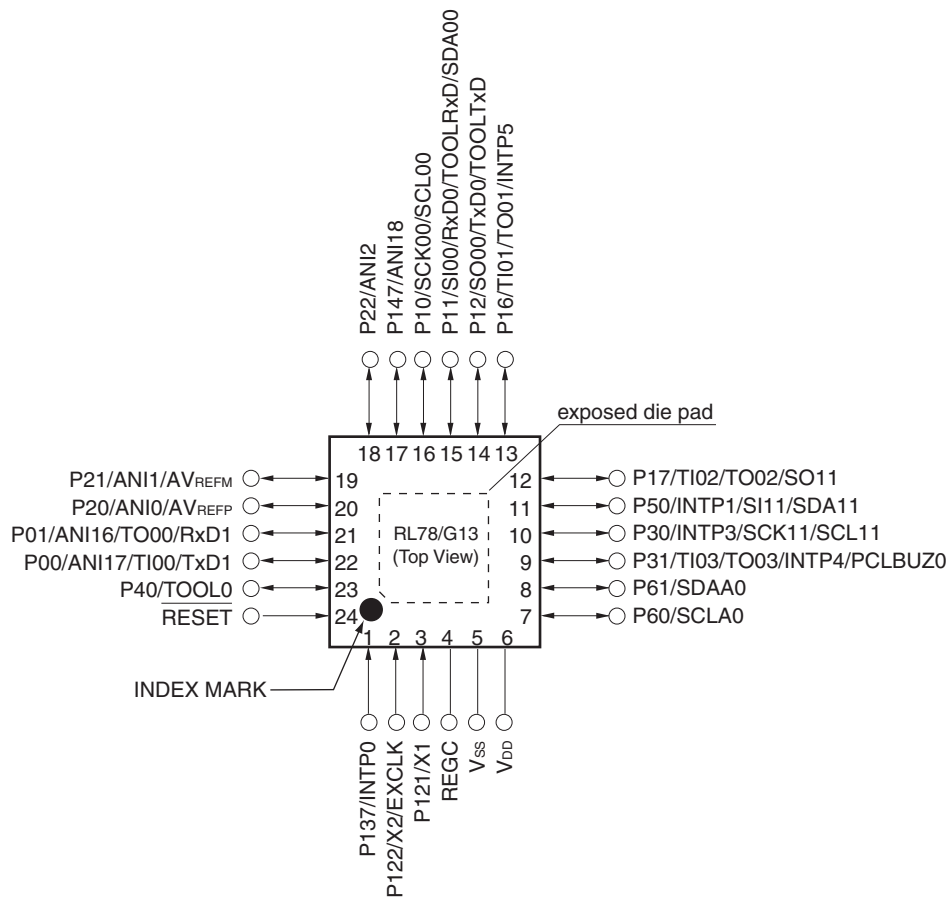 P22/ANI2
P147/ANI18
P10/SCK00/SCL00
P11/SI00/RxD0/TOOLRxD/SDA00
P12/SO00/TxD0/TOOLTxD
P16/TI01/TO01/INTP5
exposed die pad
18 17 16 15 14 13
P21/ANI1/AVREFM 19
P20/ANI0/AVREFP 20
P01/ANI16/TO00/RxD1 21
P00/ANI17/TI00/TxD1 22
P40/TOOL0 23
RESET 24
RL78/G13
(Top View)
12 P17/TI02/TO02/SO11
11 P50/INTP1/SI11/SDA11
10 P30/INTP3/SCK11/SCL11
9 P31/TI03/TO03/INTP4/PCLBUZ0
8 P61/SDAA0
7 P60/SCLA0
1 2 3 4 5 6
INDEX MARK
P137/INTP0
P122/X2/EXCLK
P121/X1
REGC
VSS
VDD